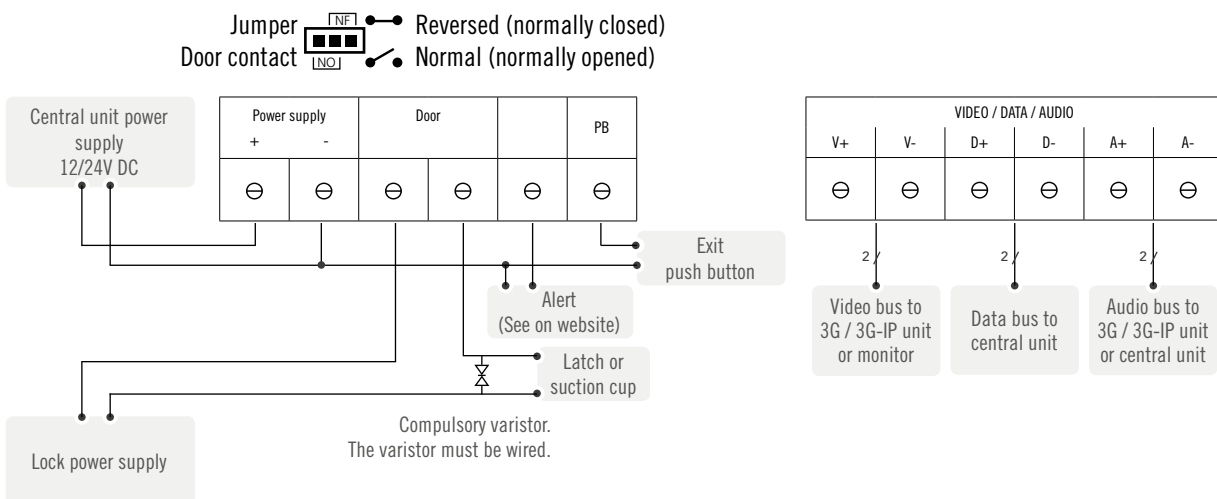 Jumper NF Reversed (normally closed)
Door contact NO Normal (normally opened)
Central unit power
supply
12/24V DC
Power supply
+ -
Door
PB
Exit
push button
Alert
(See on website)
Latch or
suction cup
Compulsory varistor.
The varistor must be wired.
Lock power supply
VIDEO / DATA / AUDIO
V+ V- D+ D- A+ A-
2 2 2
Video bus to
3G / 3G-IP unit
or monitor
Data bus to
central unit
Audio bus to
3G / 3G-IP unit
or central unit